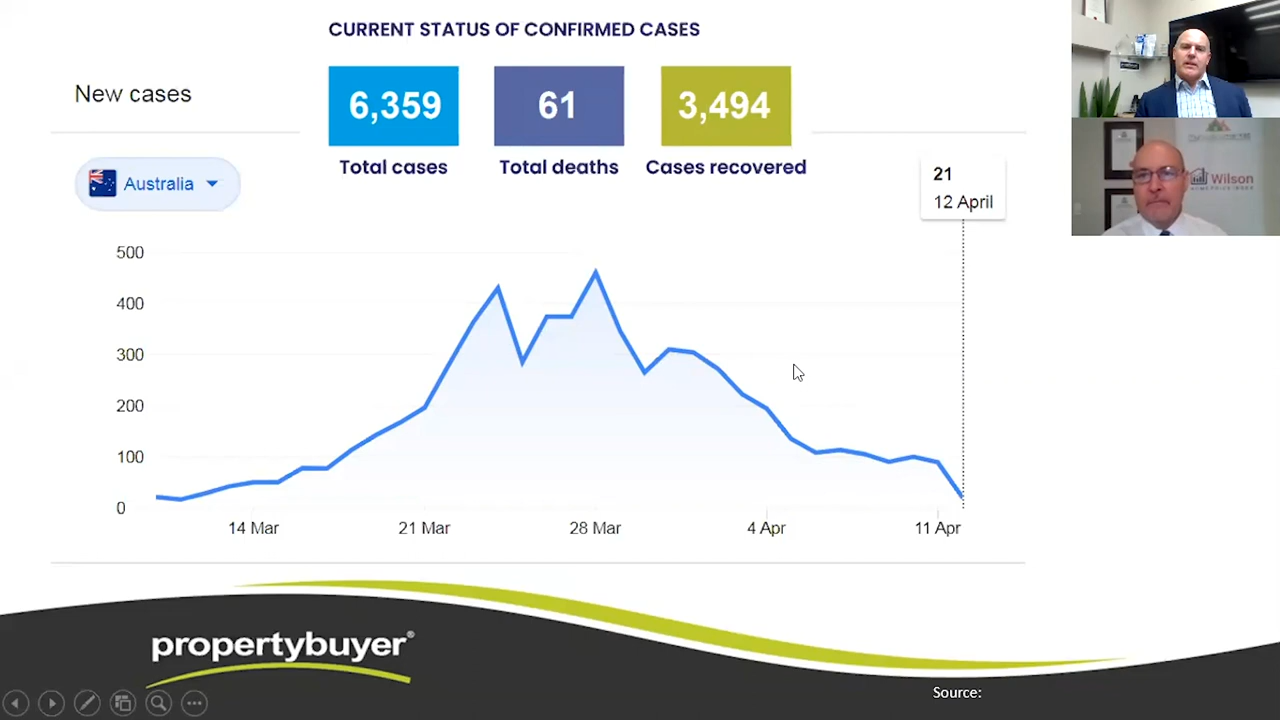 CURRENT STATUS OF CONFIRMED CASES
New cases
6,359
61
3,494
Total cases
Total deaths
Cases recovered
Australia
21
12 April
500
400
300
200
100
0
14 Mar
21 Mar
28 Mar
4 Apr
11 Apr
Wilson
propertybuyer®
Source: